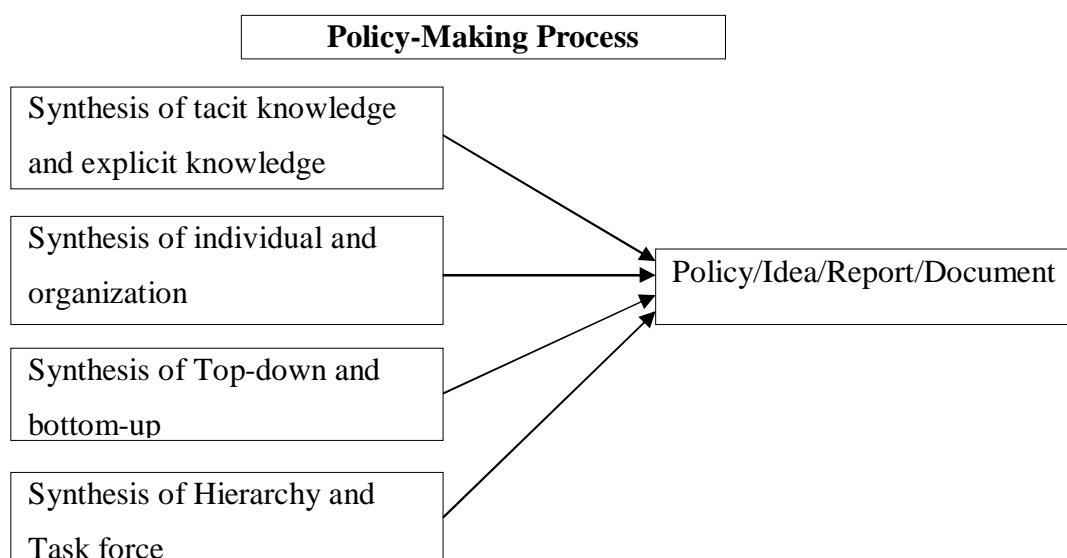 Policy-Making Process
Synthesis of tacit knowledge
and explicit knowledge
Synthesis of individual and
organization
Policy/Idea/Report/Document
Synthesis of Top-down and
bottom-up
Synthesis of Hierarchy and
Task force